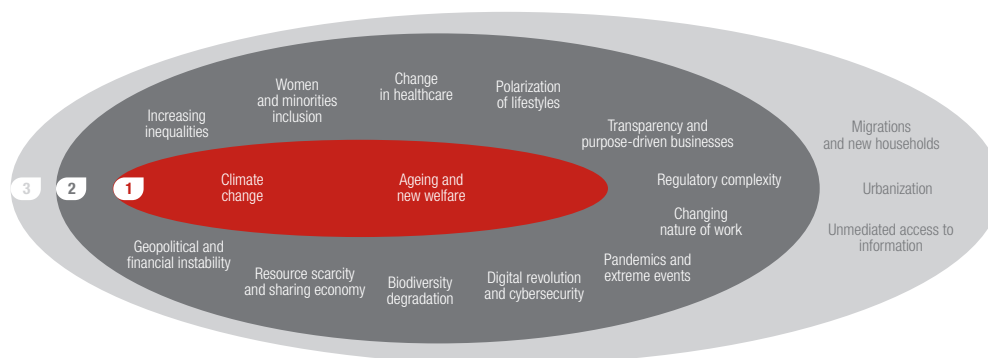 Women
and minorities
inclusion
Change
in healthcare
Polarization
of lifestyles
Increasing
inequalities
Transparency and
purpose-driven businesses
Migrations
and new households
3
2
1
Climate
change
Ageing and
new welfare
Regulatory complexity
Urbanization
Changing
nature of work
Unmediated access to
information
Geopolitical and
financial instability
Resource scarcity
and sharing economy
Biodiversity
degradation
Digital revolution
and cybersecurity
Pandemics and
extreme events